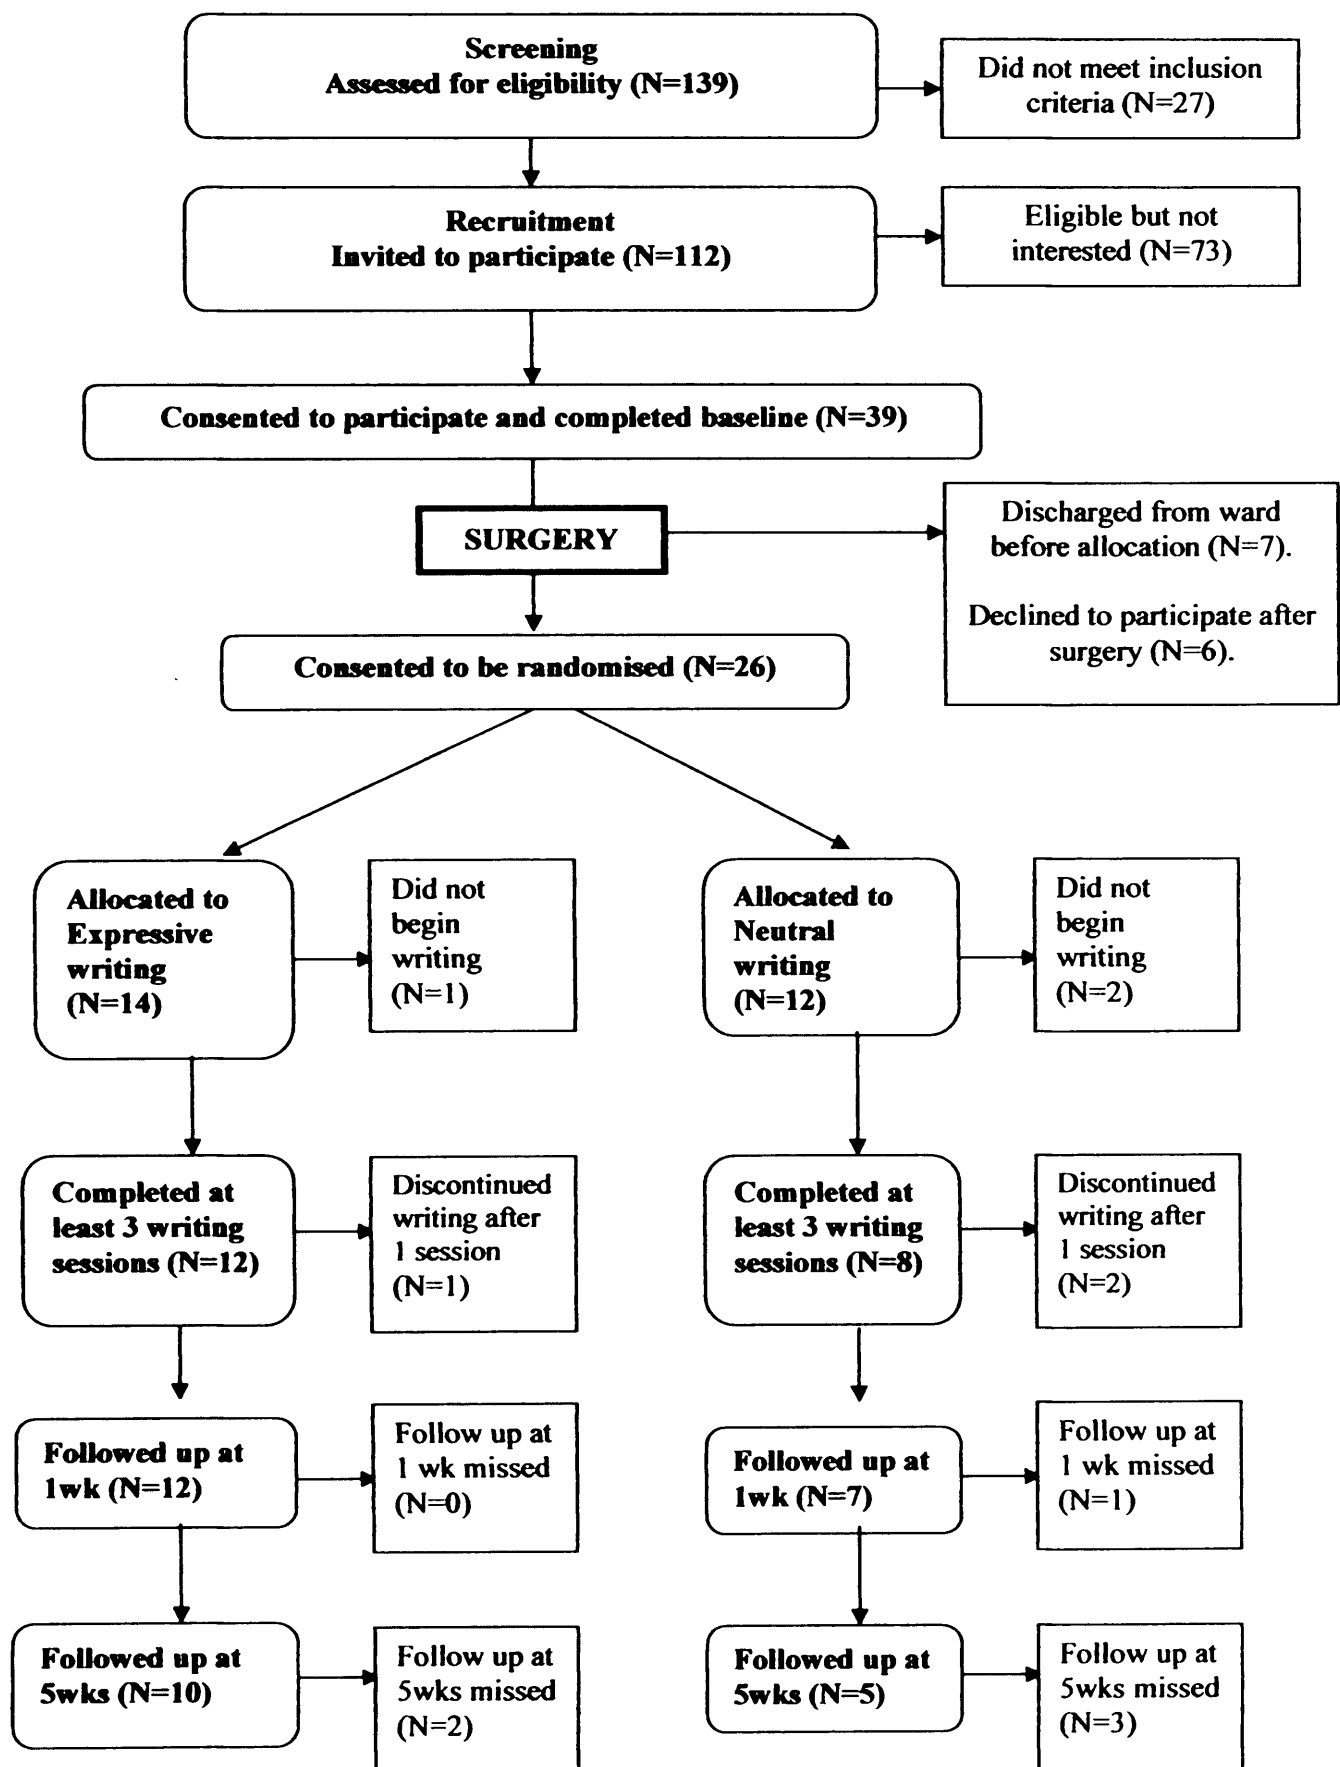 Screening
Assessed for eligibility (N=139)
Did not meet inclusion
criteria (N=27)
Recruitment
Invited to participate (N=112)
Eligible but not
interested (N=73)
Consented to participate and completed baseline (N=39)
SURGERY
Discharged from ward
before allocation (N=7).
Declined to participate after
surgery (N=6).
Consented to be randomised (N=26)
Allocated to
Expressive
writing
(N=14)
Did not
begin
writing
(N=1)
Allocated to
Neutral
writing
(N=12)
Did not
begin
writing
(N=2)
Completed at
least 3 writing
sessions (N=12)
Discontinued
writing after
1 session
(N=1)
Completed at
least 3 writing
sessions (N=8)
Discontinued
writing after
1 session
(N=2)
Followed up at
1wk (N=12)
Follow up at
1 wk missed
(N=0)
Followed up at
1wk (N=7)
Follow up at
1 wk missed
(N=1)
Followed up at
5wks (N=10)
Follow up at
5wks missed
(N=2)
Followed up at
5wks (N=5)
Follow up at
5wks missed
(N=3)